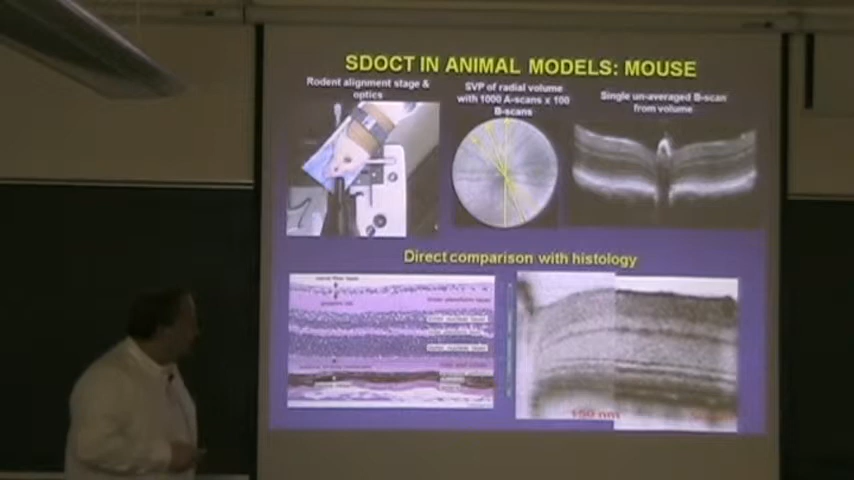 SDOCT IN ANIMAL MODELS: MOUSE
Rodent alignment stage &
optics
SVP of radial volume
with 1000 A-scans x 100
B-scans
Single un-averaged B-scan
from volume
Direct comparison with histology
150 nm